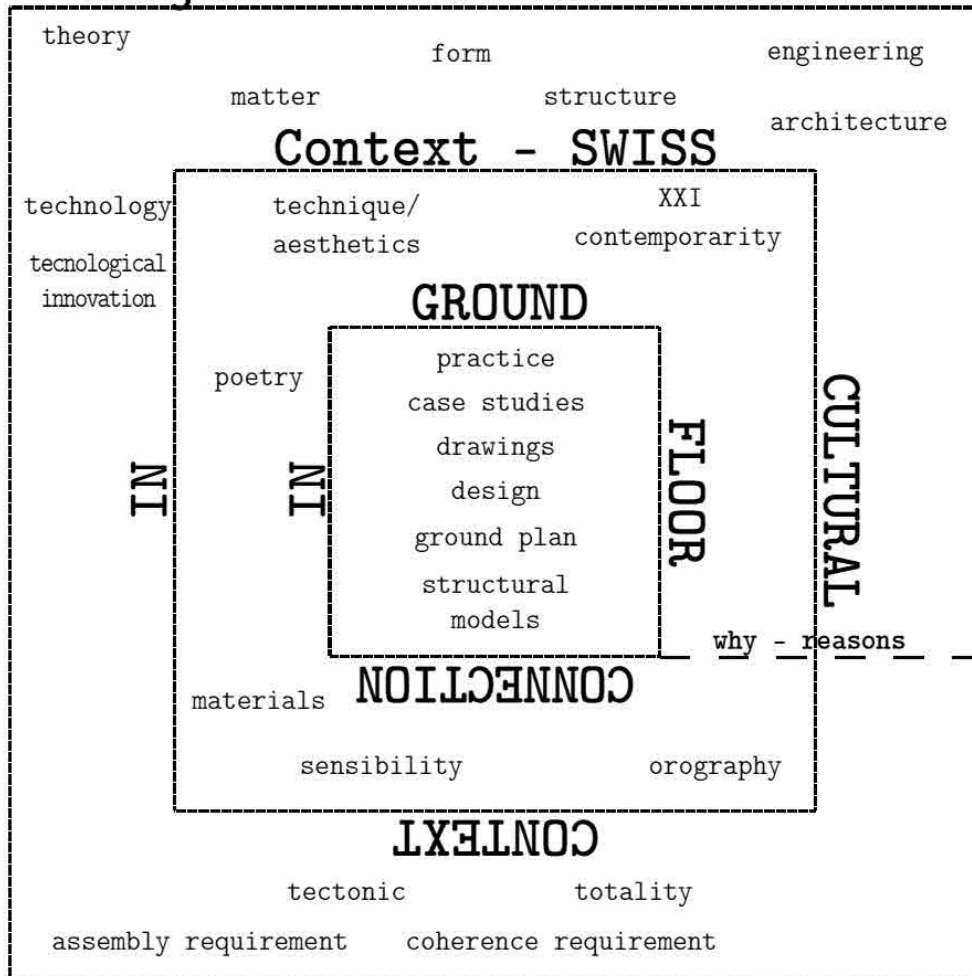 theory
form
engineering
matter
structure
architecture
Context - SWISS
technology
technique/
aesthetics
XXI
contemporarity
tecnological
innovation
GROUND
practice
poetry
case studies
drawings
design
ground plan
structural
models
IN
IN
FLOOR
CULTURAL
why - reasons
CONNECTION
materials
sensibility
orography
CONTEXT
tectonic
totality
assembly requirement
coherence requirement